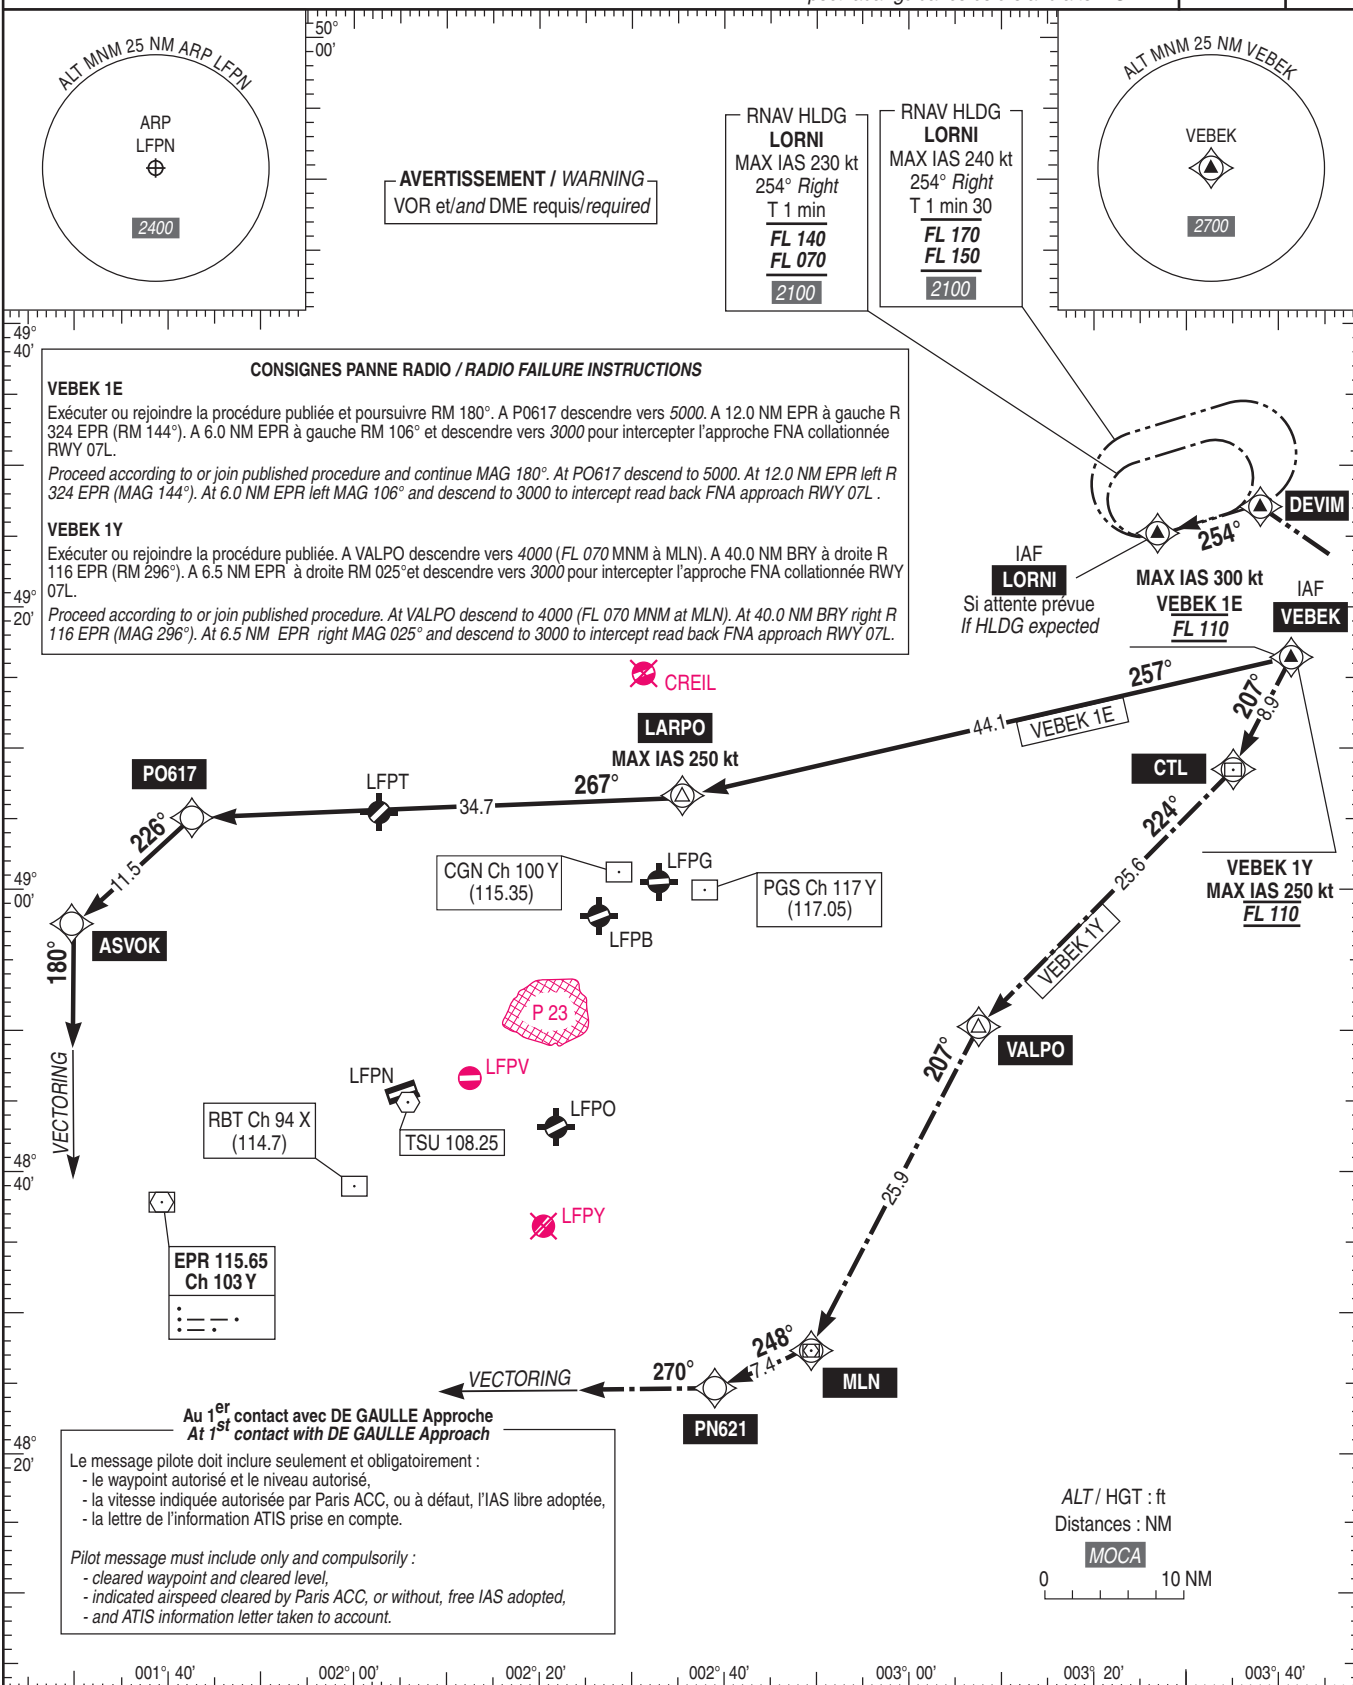 50°
00'
ALT MNM 25 NM ARP LFPN
ARP
LFPN
2400
AVERTISSEMENT / WARNING
VOR et/and DME requis/required
RNAV HLDG
LORNI
MAX IAS 230 kt
254° Right
T 1 min
FL 140
FL 070
2100
RNAV HLDG
LORNI
MAX IAS 240 kt
254° Right
T 1 min 30
FL 170
FL 150
2100
ALT MNM 25 NM VEBEK
VEBEK
2700
49°
40'
CONSIGNES PANNE RADIO / RADIO FAILURE INSTRUCTIONS
VEBEK 1E
Exécuter ou rejoindre la procédure publiée et poursuivre RM 180°. A P0617 descendre vers 5000. A 12.0 NM EPR à gauche R
324 EPR (RM 144°). A 6.0 NM EPR à gauche RM 106° et descendre vers 3000 pour intercepter l'approche FNA collationnée
RWY 07L.
Proceed according to or join published procedure and continue MAG 180°. At PO617 descend to 5000. At 12.0 NM EPR left R
324 EPR (MAG 144°). At 6.0 NM EPR left MAG 106° and descend to 3000 to intercept read back FNA approach RWY 07L .
VEBEK 1Y
Exécuter ou rejoindre la procédure publiée. A VALPO descendre vers 4000 (FL 070 MNM à MLN). A 40.0 NM BRY à droite R
116 EPR (RM 296°). A 6.5 NM EPR à droite RM 025°et descendre vers 3000 pour intercepter l'approche FNA collationnée RWY
07L.
Proceed according to or join published procedure. At VALPO descend to 4000 (FL 070 MNM at MLN). At 40.0 NM BRY right R
116 EPR (MAG 296°). At 6.5 NM EPR right MAG 025° and descend to 3000 to intercept read back FNA approach RWY 07L.
DEVIM
254°
IAF
LORNI
Si attente prévue
If HLDG expected
49°
20'
MAX IAS 300 kt
VEBEK 1E
FL 110
IAF
VEBEK
CREIL
257°
207°
8.9
44.1
VEBEK 1E
LARPO
MAX IAS 250 kt
CTL
PO617
LFPT
267°
34.7
226°
11.5
224°
25.6
VEBEK 1Y
MAX IAS 250 kt
FL 110
49°
00'
CGN Ch 100 Y
(115.35)
LFPG
PGS Ch 117 Y
(117.05)
LFPB
ASVOK
180°
VEBEK 1Y
P 23
VALPO
207°
VECTORING
LFPN
LFPV
RBT Ch 94 X
(114.7)
TSU 108.25
LFPO
48°
40'
25.9
LFPY
EPR 115.65
Ch 103 Y
248°
7.4
MLN
270°
VECTORING
PN621
48°
20'
Au 1er contact avec DE GAULLE Approche
At 1st contact with DE GAULLE Approach
Le message pilote doit inclure seulement et obligatoirement :
- le waypoint autorisé et le niveau autorisé,
- la vitesse indiquée autorisée par Paris ACC, ou à défaut, l'IAS libre adoptée,
- la lettre de l'information ATIS prise en compte.
Pilot message must include only and compulsorily :
- cleared waypoint and cleared level,
- indicated airspeed cleared by Paris ACC, or without, free IAS adopted,
- and ATIS information letter taken to account.
ALT / HGT : ft
Distances : NM
MOCA
0 10 NM
001° 40' 002° 00' 002° 20' 002° 40' 003° 00' 003° 20' 003° 40'